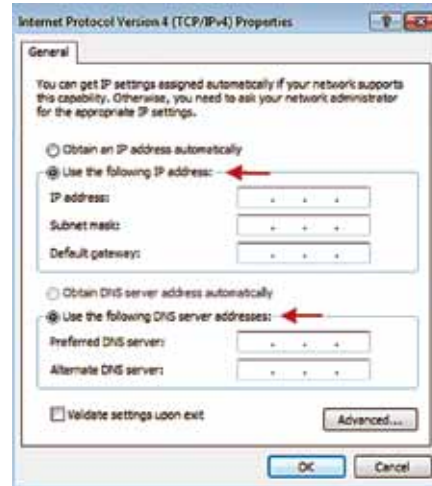 Internet Protocol Version 4 (TCP/IPv4) Properties
General
You can get IP settings assigned automatically if your network supports
this capability. Otherwise, you need to ask your network administrator
for the appropriate IP settings.
Obtain an IP address automatically
Use the following IP address:
IP address:
Subnet mask:
Default gateway:
Obtain DNS server address automatically
Use the following DNS server addresses:
Preferred DNS server:
Alternate DNS server:
Validate settings upon exit
Advanced...
OK
Cancel